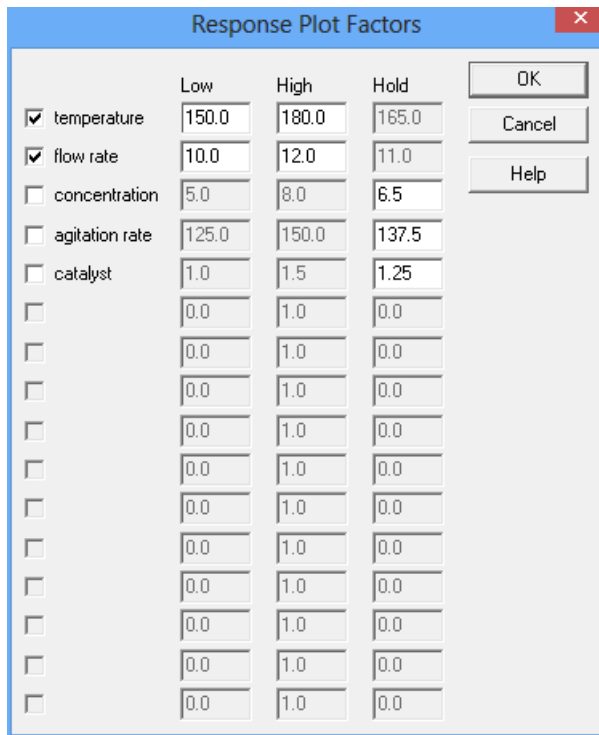 Response Plot Factors
Low High Hold OK
temperature 150.0 180.0 165.0 Cancel
flow rate 10.0 12.0 11.0 Help
concentration 5.0 8.0 6.5
agitation rate 125.0 150.0 137.5
catalyst 1.0 1.5 1.25
0.0 1.0 0.0
0.0 1.0 0.0
0.0 1.0 0.0
0.0 1.0 0.0
0.0 1.0 0.0
0.0 1.0 0.0
0.0 1.0 0.0
0.0 1.0 0.0
0.0 1.0 0.0
0.0 1.0 0.0
0.0 1.0 0.0